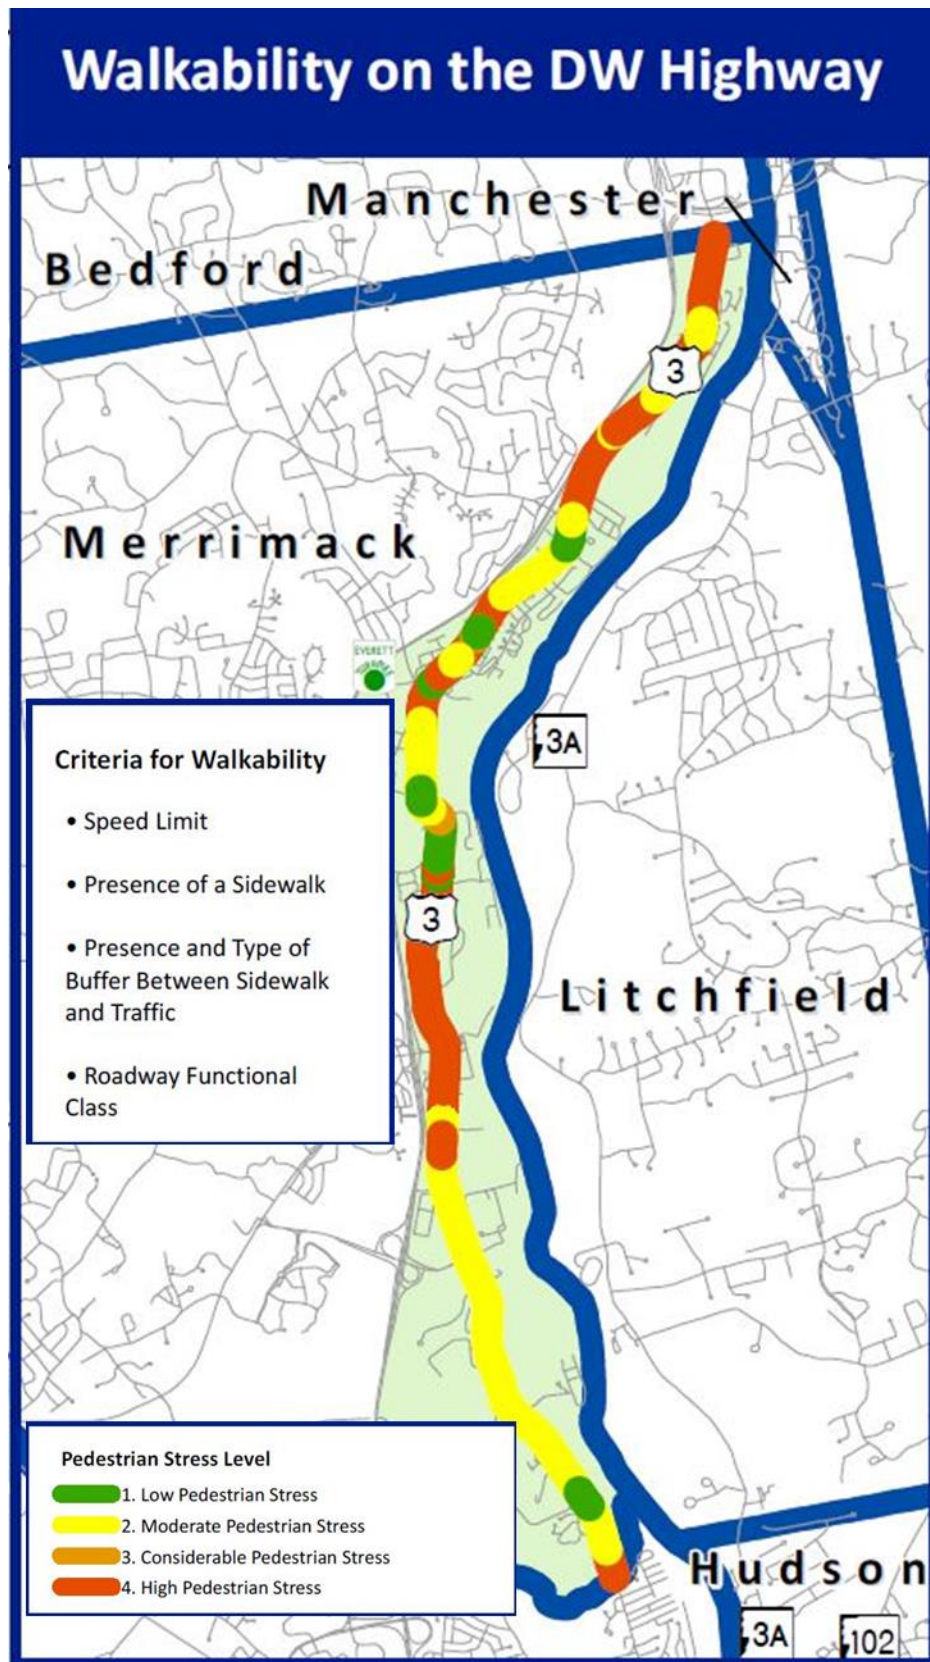 Walkability on the DW Highway
Manchester
Bedford
3
Merrimack
EVERETT
3A
Criteria for Walkability
• Speed Limit
• Presence of a Sidewalk
• Presence and Type of
Buffer Between Sidewalk
and Traffic
• Roadway Functional
Class
3
Litchfield
Pedestrian Stress Level
1. Low Pedestrian Stress
2. Moderate Pedestrian Stress
3. Considerable Pedestrian Stress
4. High Pedestrian Stress
Hudson
3A
102